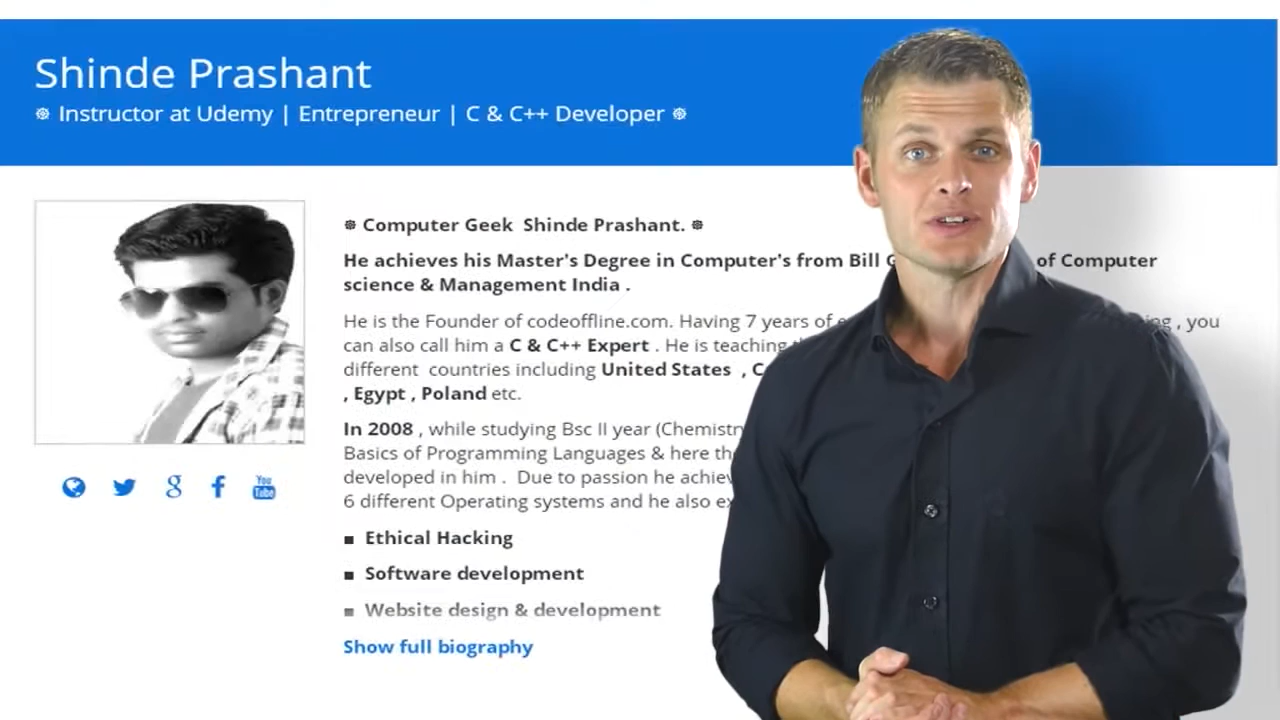 Shinde Prashant
☸ Instructor at Udemy | Entrepreneur | C & C++ Developer ☸
☸ Computer Geek Shinde Prashant. ☸
He achieves his Master's Degree in Computer's from Bill of Computer
science & Management India .
He is the Founder of codeoffline.com. Having 7 years of , you
can also call him a C & C++ Expert . He is teaching
different countries including United States ,
, Egypt , Poland etc.
In 2008 , while studying Bsc II year
Basics of Programming Languages & here
developed in him . Due to passion he
6 different Operating systems and he also
▪ Ethical Hacking
▪ Software development
▪ Website design & development
Show full biography
You
Tube